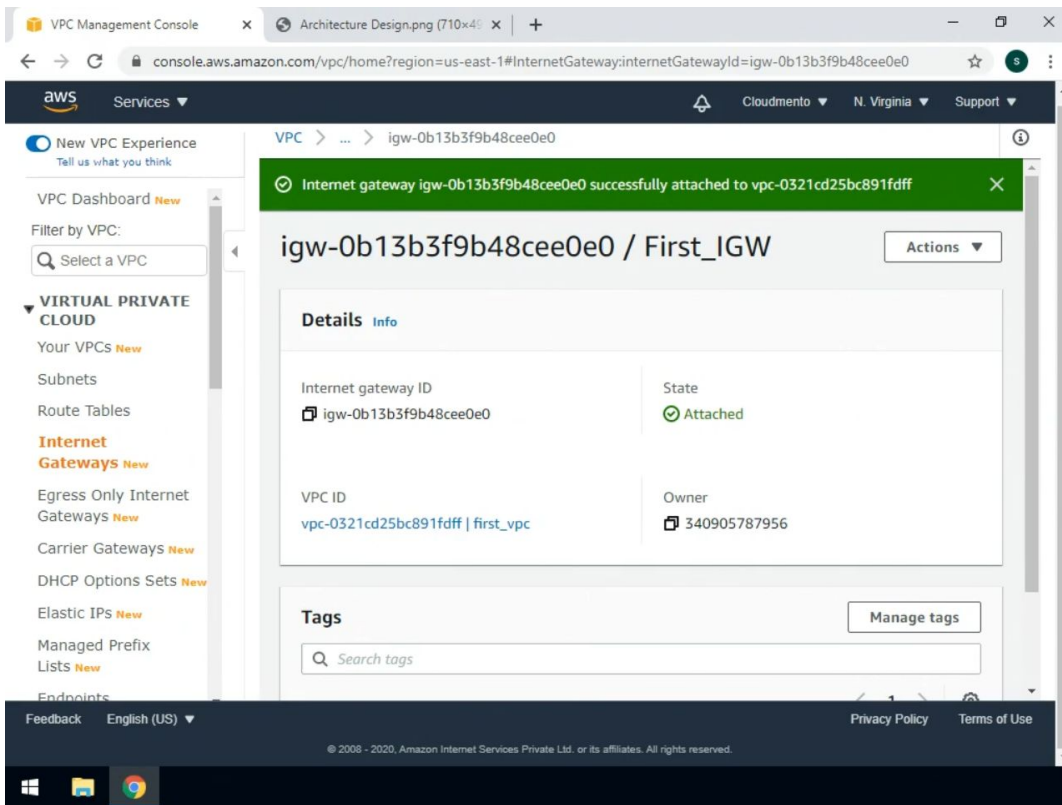 VPC Management Console
Architecture Design.png (710×49
console.aws.amazon.com/vpc/home?region=us-east-1#InternetGateway:internetGatewayId=igw-0b13b3f9b48cee0e0
S
aws
Services
Cloudmento
N. Virginia
Support
New VPC Experience
Tell us what you think
VPC Dashboard New
Filter by VPC:
Select a VPC
VIRTUAL PRIVATE
CLOUD
Your VPCs New
Subnets
Route Tables
Internet
Gateways New
Egress Only Internet
Gateways New
Carrier Gateways New
DHCP Options Sets New
Elastic IPs New
Managed Prefix
Lists New
Endpoints
VPC > ... > igw-0b13b3f9b48cee0e0
Internet gateway igw-0b13b3f9b48cee0e0 successfully attached to vpc-0321cd25bc891fdff
igw-0b13b3f9b48cee0e0 / First_IGW
Actions
Details Info
Internet gateway ID
igw-0b13b3f9b48cee0e0
State
Attached
VPC ID
vpc-0321cd25bc891fdff | first_vpc
Owner
340905787956
Tags
Manage tags
Search tags
1
Feedback
English (US)
Privacy Policy
Terms of Use
© 2008 - 2020, Amazon Internet Services Private Ltd. or its affiliates. All rights reserved.